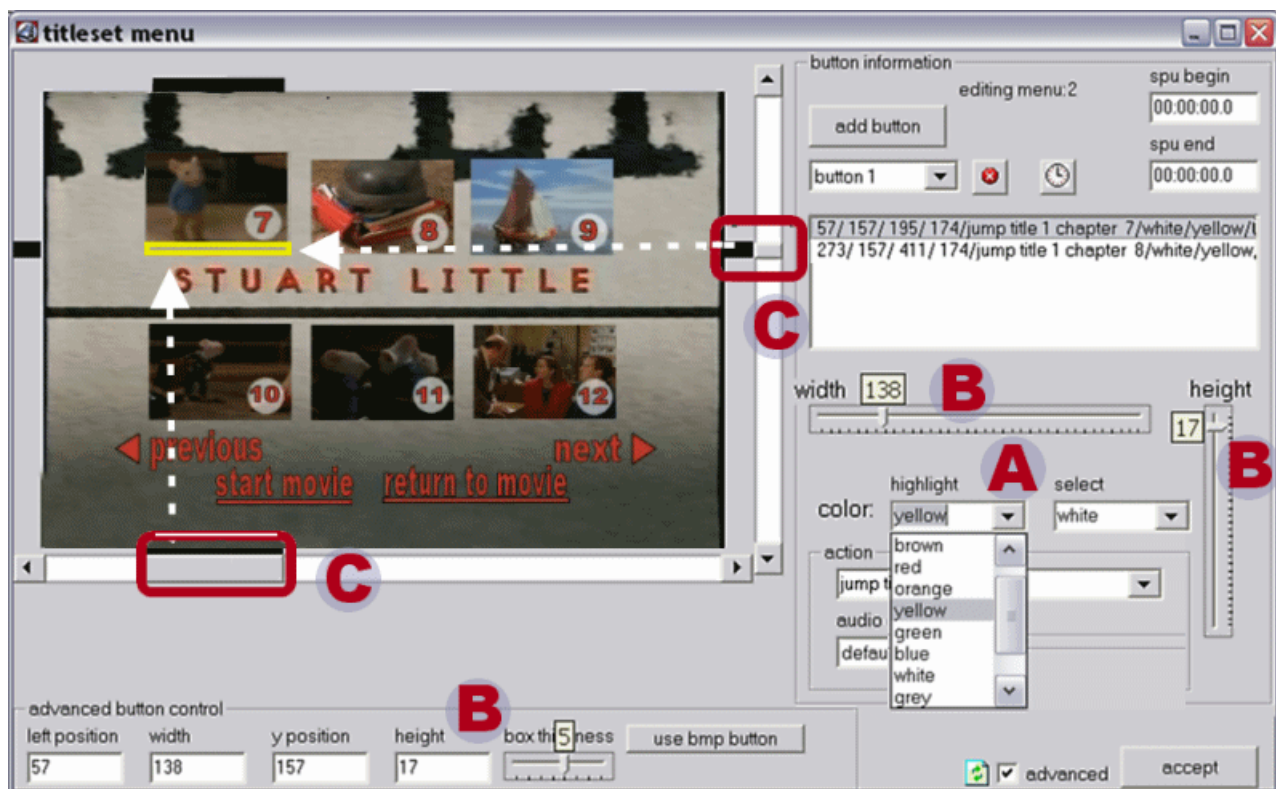 titleset menu
7
8
9
STUART LITTLE
10
11
12
previous
next
start movie
return to movie
C
C
button information
editing menu:2
spu begin
00:00:00.0
add button
spu end
00:00:00.0
button 1
57/ 157/ 195/ 174/jump title 1 chapter 7/white/yellow/
273/ 157/ 411/ 174/jump title 1 chapter 8/white/yellow,
width
138
B
height
17
B
A
highlight
select
color:
yellow
white
brown
red
orange
yellow
green
blue
white
grey
action
jump
audio
defau
advanced button control
B
left position
width
y position
height
box thi
5
ness
57
138
157
17
use bmp button
advanced
accept